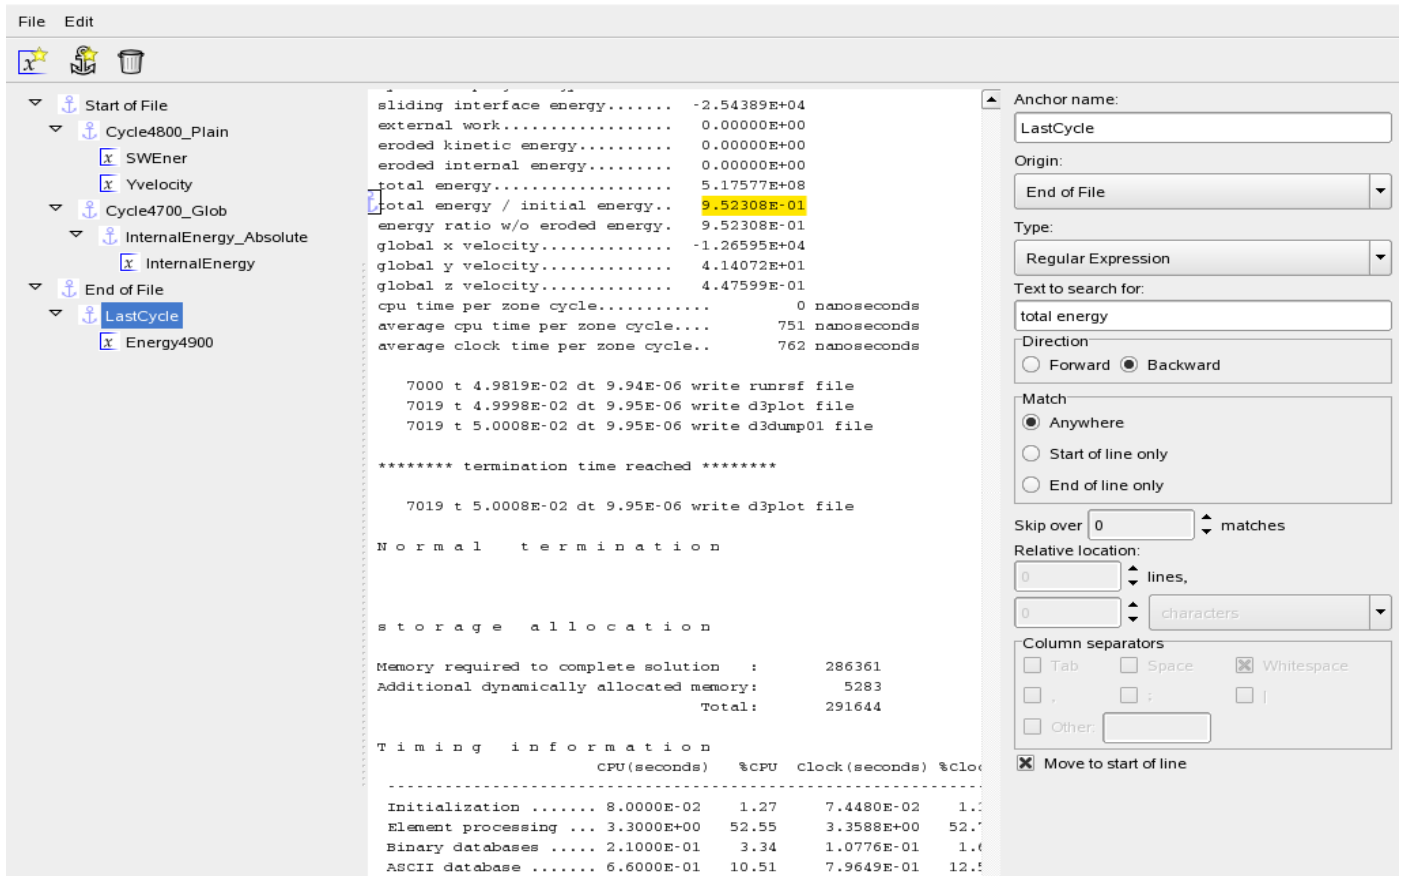 File Edit
Start of File
Cycle4800_Plain
x SWEner
x Yvelocity
Cycle4700_Glob
InternalEnergy_Absolute
x InternalEnergy
End of File
LastCycle
x Energy4900
sliding interface energy....... -2.54389E+04
external work.................. 0.00000E+00
eroded kinetic energy.......... 0.00000E+00
eroded internal energy......... 0.00000E+00
total energy................... 5.17577E+08
total energy / initial energy.. 9.52308E-01
energy ratio w/o eroded energy. 9.52308E-01
global x velocity.............. -1.26595E+04
global y velocity.............. 4.14072E+01
global z velocity.............. 4.47599E-01
cpu time per zone cycle............ 0 nanoseconds
average cpu time per zone cycle.... 751 nanoseconds
average clock time per zone cycle.. 762 nanoseconds
7000 t 4.9819E-02 dt 9.94E-06 write runrsf file
7019 t 4.9998E-02 dt 9.95E-06 write d3plot file
7019 t 5.0008E-02 dt 9.95E-06 write d3dump01 file
******** termination time reached ********
7019 t 5.0008E-02 dt 9.95E-06 write d3plot file
N o r m a l   t e r m i n a t i o n
s t o r a g e   a l l o c a t i o n
Memory required to complete solution : 286361
Additional dynamically allocated memory: 5283
Total: 291644
T i m i n g   i n f o r m a t i o n
CPU(seconds) %CPU Clock(seconds)
Initialization ....... 8.0000E-02 1.27 7.4480E-02
Element processing ... 3.3000E+00 52.55 3.3588E+00
Binary databases ..... 2.1000E-01 3.34 1.0776E-01
ASCII database ....... 6.6000E-01 10.51 7.9649E-01
Anchor name:
LastCycle
Origin:
End of File
Type:
Regular Expression
Text to search for:
total energy
Direction
Forward Backward
Match
Anywhere
Start of line only
End of line only
Skip over 0 matches
Relative location:
0 lines,
0 characters
Column separators
Tab Space Whitespace
, ; |
Other:
Move to start of line